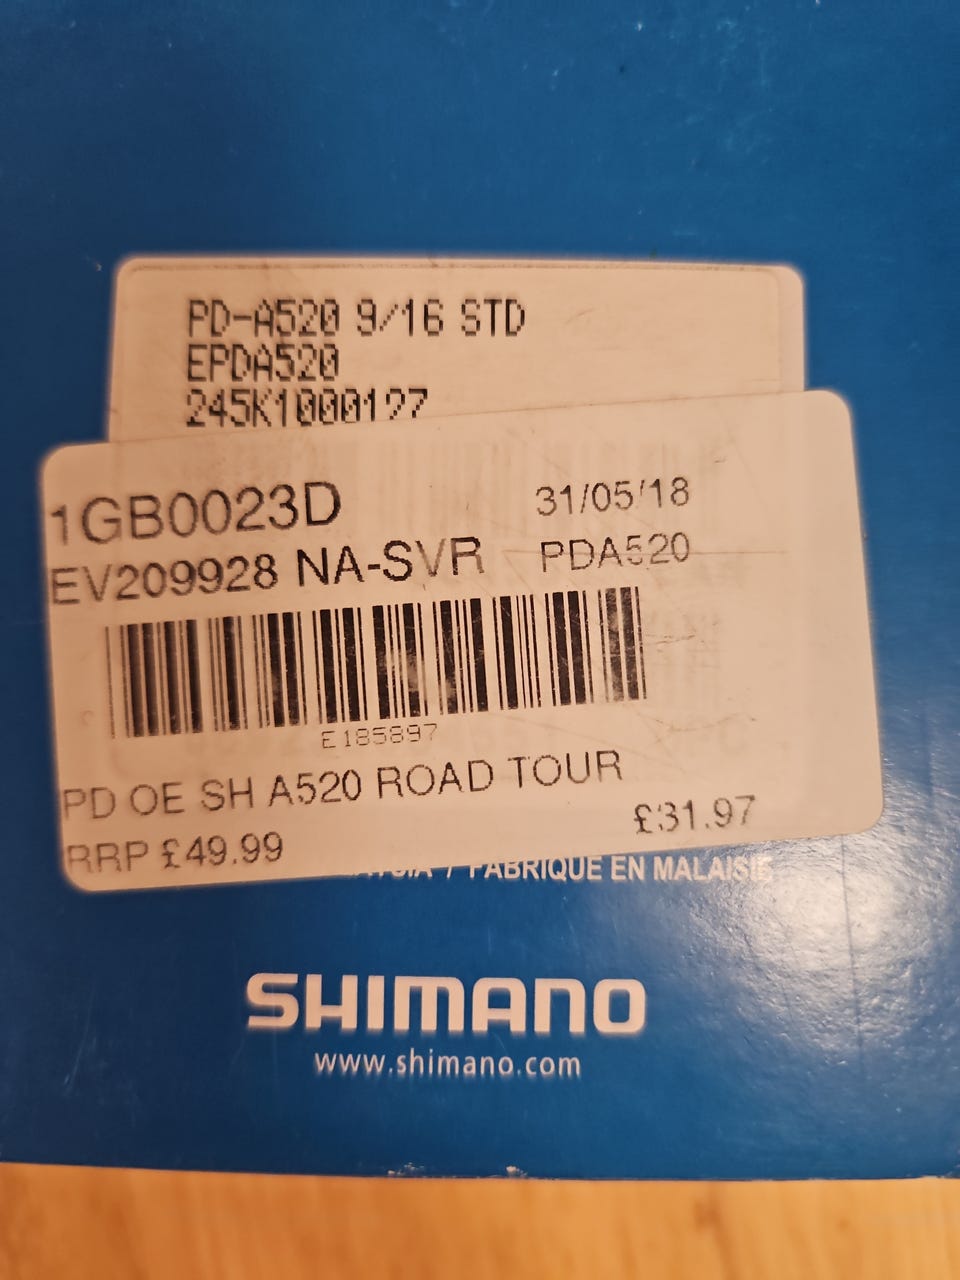 PD-A520 9/16 STD
EPDA520
245K1000127
1GB0023D 31/05/18
EV209928 NA-SVR PDA520
E185897
PD OE SH A520 ROAD TOUR
RRP £49.99 £31.97
/ FABRIQUE EN MALAISIE
SHIMANO
www.shimano.com